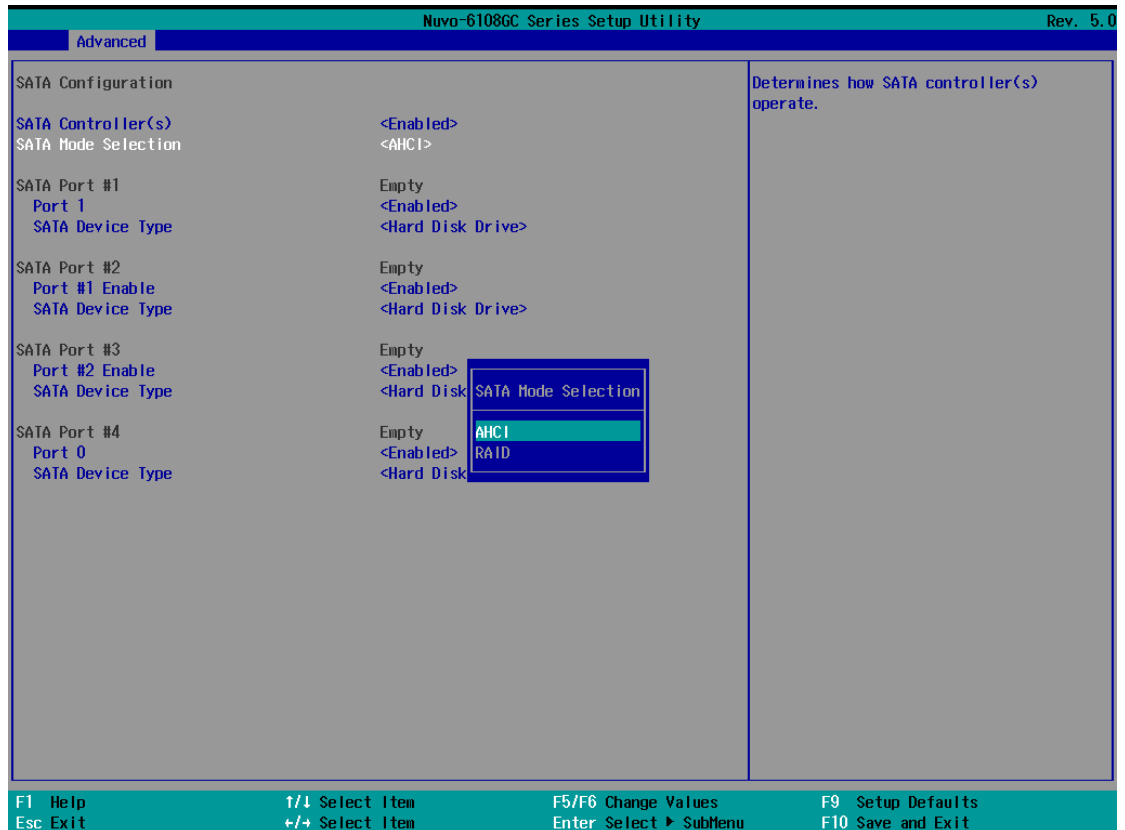 Nuvo-6108GC Series Setup Utility Rev. 5.0
Advanced
SATA Configuration
Determines how SATA controller(s) operate.
SATA Controller(s) <Enabled>
SATA Mode Selection <AHCI>
SATA Port #1 Empty
Port 1 <Enabled>
SATA Device Type <Hard Disk Drive>
SATA Port #2 Empty
Port #1 Enable <Enabled>
SATA Device Type <Hard Disk Drive>
SATA Port #3 Empty
Port #2 Enable <Enabled>
SATA Device Type <Hard Disk
SATA Port #4 Empty
Port 0 <Enabled>
SATA Device Type <Hard Disk
SATA Mode Selection
AHCI
RAID
F1 Help ↑/↓ Select Item F5/F6 Change Values F9 Setup Defaults
Esc Exit ←/→ Select Item Enter Select ▶ SubMenu F10 Save and Exit